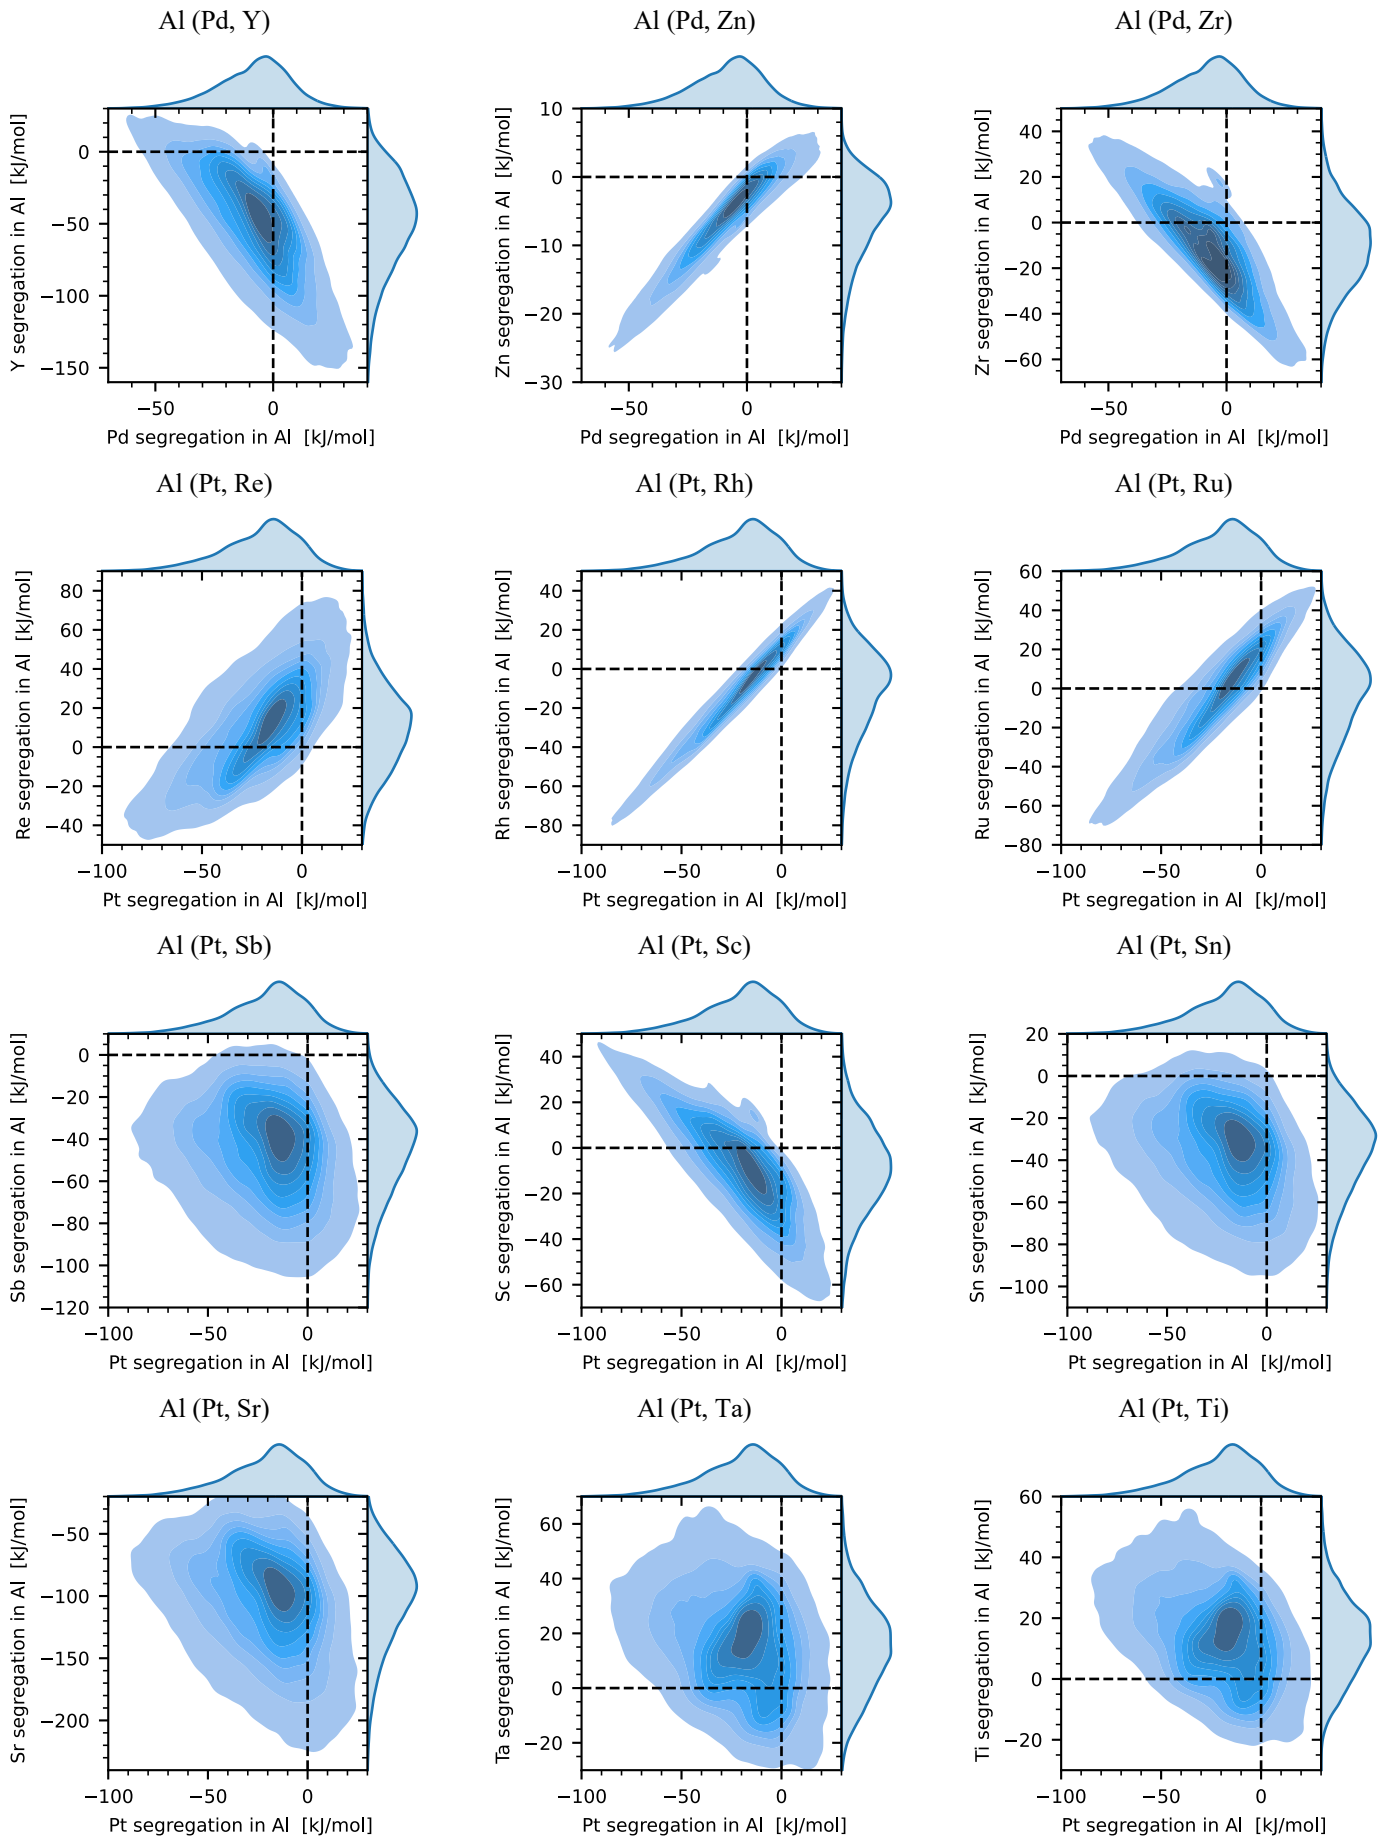 Al (Pd, Y)
Al (Pd, Zn)
Al (Pd, Zr)
Y segregation in Al [kJ/mol]
0
−50
−100
−150
−50
0
Pd segregation in Al [kJ/mol]
Zn segregation in Al [kJ/mol]
10
0
−10
−20
−30
−50
0
Pd segregation in Al [kJ/mol]
Zr segregation in Al [kJ/mol]
40
20
0
−20
−40
−60
−50
0
Pd segregation in Al [kJ/mol]
Al (Pt, Re)
Al (Pt, Rh)
Al (Pt, Ru)
Re segregation in Al [kJ/mol]
80
60
40
20
0
−20
−40
−100
−50
0
Pt segregation in Al [kJ/mol]
Rh segregation in Al [kJ/mol]
40
20
0
−20
−40
−60
−80
−100
−50
0
Pt segregation in Al [kJ/mol]
Ru segregation in Al [kJ/mol]
60
40
20
0
−20
−40
−60
−80
−100
−50
0
Pt segregation in Al [kJ/mol]
Al (Pt, Sb)
Al (Pt, Sc)
Al (Pt, Sn)
Sb segregation in Al [kJ/mol]
0
−20
−40
−60
−80
−100
−120
−100
−50
0
Pt segregation in Al [kJ/mol]
Sc segregation in Al [kJ/mol]
40
20
0
−20
−40
−60
−100
−50
0
Pt segregation in Al [kJ/mol]
Sn segregation in Al [kJ/mol]
20
0
−20
−40
−60
−80
−100
−100
−50
0
Pt segregation in Al [kJ/mol]
Al (Pt, Sr)
Al (Pt, Ta)
Al (Pt, Ti)
Sr segregation in Al [kJ/mol]
−50
−100
−150
−200
−100
−50
0
Pt segregation in Al [kJ/mol]
Ta segregation in Al [kJ/mol]
60
40
20
0
−20
−100
−50
0
Pt segregation in Al [kJ/mol]
Ti segregation in Al [kJ/mol]
60
40
20
0
−20
−100
−50
0
Pt segregation in Al [kJ/mol]